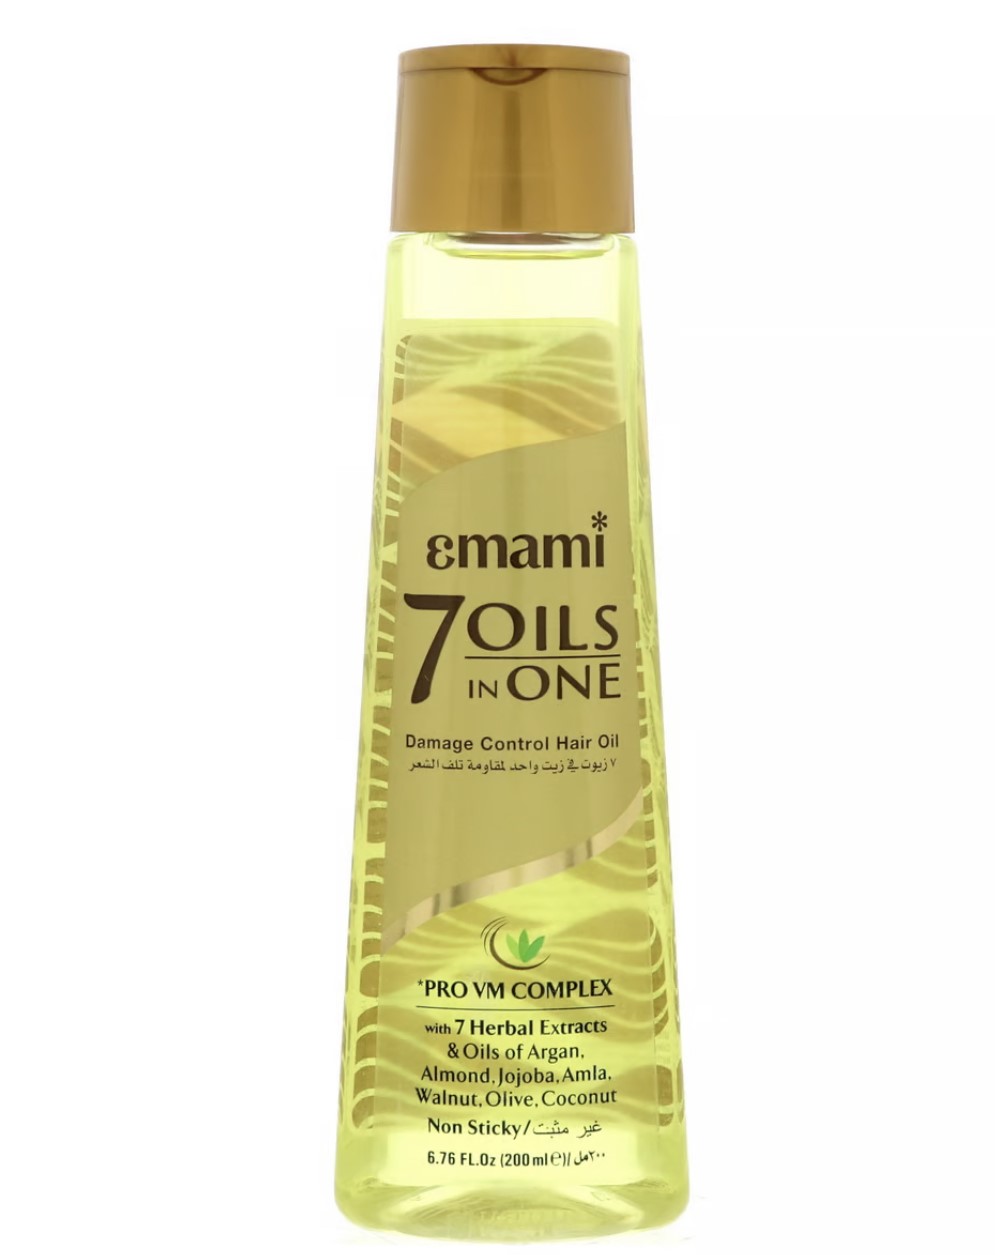 εmami*
7 OILS
IN ONE
Damage Control Hair Oil
٧ زيوت في زيت واحد لمقاومة تلف الشعر
*PRO VM COMPLEX
with 7 Herbal Extracts
& Oils of Argan,
Almond, Jojoba, Amla,
Walnut, Olive, Coconut
Non Sticky/غير مثبت
6.76 FL.Oz (200 ml ℮)/ ٢٠٠مل